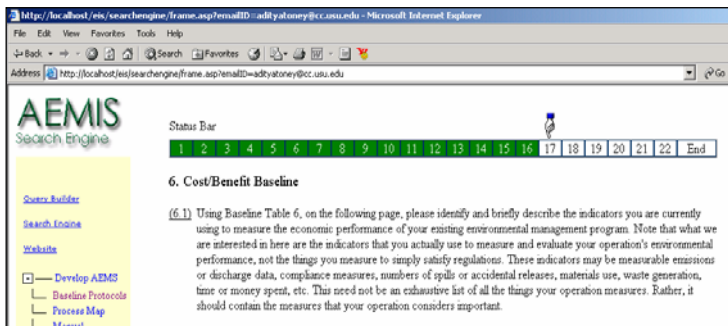 http://localhost/eis/searchengine/frame.asp?emailID=adityatoney@cc.usu.edu - Microsoft Internet Explorer
File Edit View Favorites Tools Help
Back Search Favorites
Address http://localhost/eis/searchengine/frame.asp?emailID=adityatoney@cc.usu.edu Go
AEMIS
Search Engine
Status Bar
1 2 3 4 5 6 7 8 9 10 11 12 13 14 15 16 17 18 19 20 21 22 End
6. Cost/Benefit Baseline
Query Builder
Search Engine
Website
Develop AEMS
Baseline Protocols
Process Map
Manual
(6.1) Using Baseline Table 6, on the following page, please identify and briefly describe the indicators you are currently
using to measure the economic performance of your existing environmental management program. Note that what we
are interested in here are the indicators that you actually use to measure and evaluate your operation's environmental
performance, not the things you measure to simply satisfy regulations. These indicators may be measurable emissions
or discharge data, compliance measures, numbers of spills or accidental releases, materials use, waste generation,
time or money spent, etc. This need not be an exhaustive list of all the things your operation measures. Rather, it
should contain the measures that your operation considers important.